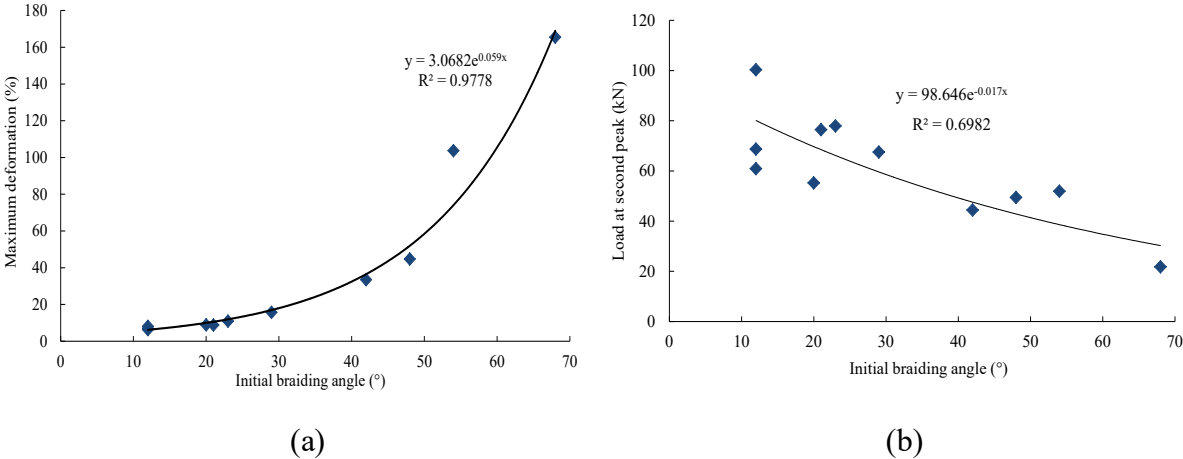 180
160
140
120
100
80
60
40
20
0
Maximum deformation (%)
y = 3.0682e^0.059x
R² = 0.9778
0 10 20 30 40 50 60 70
Initial braiding angle (°)
(a)
120
100
80
60
40
20
0
Load at second peak (kN)
y = 98.646e^-0.017x
R² = 0.6982
0 10 20 30 40 50 60 70
Initial braiding angle (°)
(b)